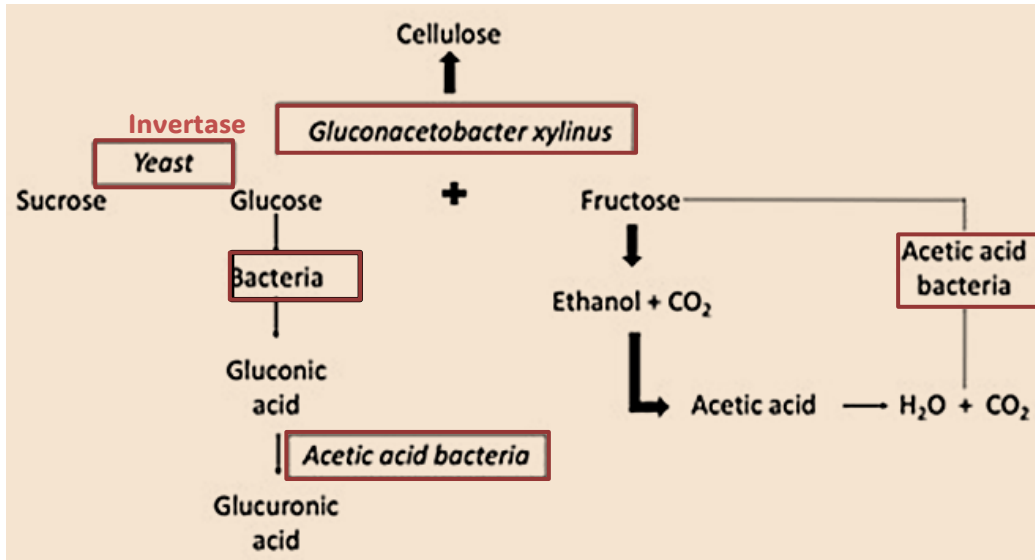 Cellulose
Invertase
Gluconacetobacter xylinus
Yeast
Sucrose
Glucose
+
Fructose
Bacteria
Acetic acid
bacteria
Ethanol + CO₂
Gluconic
acid
Acetic acid
H₂O + CO₂
Acetic acid bacteria
Glucuronic
acid